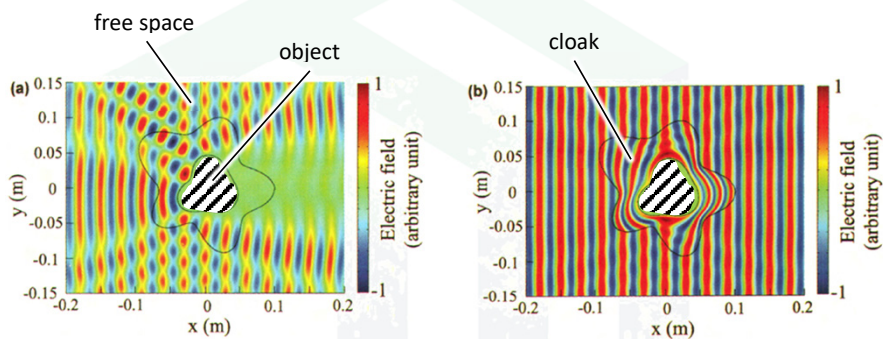 free space
object
cloak
(a)
0.15
0.1
0.05
0
-0.05
-0.1
-0.15
y (m)
-0.2
-0.1
0
0.1
0.2
x (m)
1
-1
Electric field
(arbitrary unit)
(b)
0.15
0.1
0.05
0
-0.05
-0.1
-0.15
y (m)
-0.2
-0.1
0
0.1
0.2
x (m)
1
-1
Electric field
(arbitrary unit)